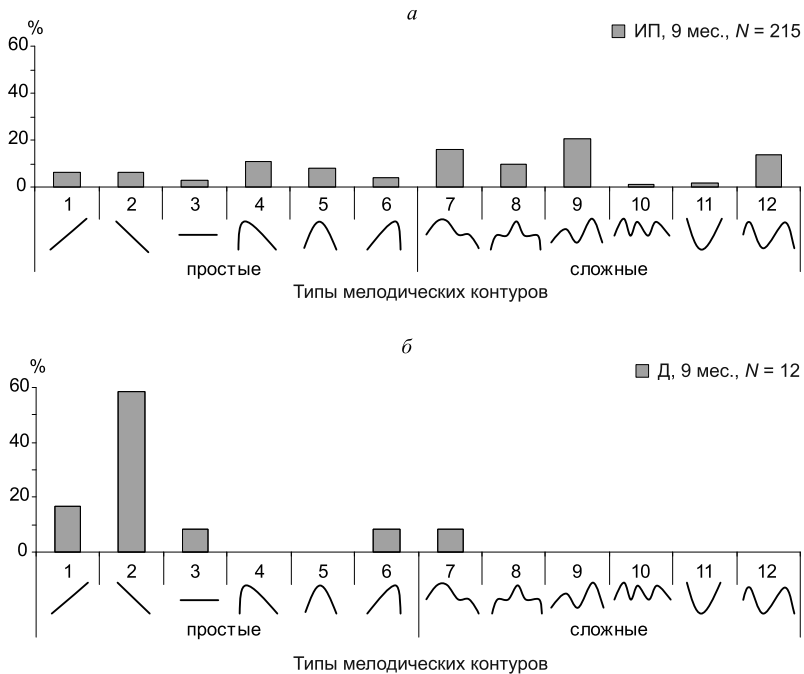 а
%
ИП, 9 мес., N = 215
60
40
20
0
1 2 3 4 5 6 7 8 9 10 11 12
простые сложные
Типы мелодических контуров
б
%
Д, 9 мес., N = 12
60
40
20
0
1 2 3 4 5 6 7 8 9 10 11 12
простые сложные
Типы мелодических контуров